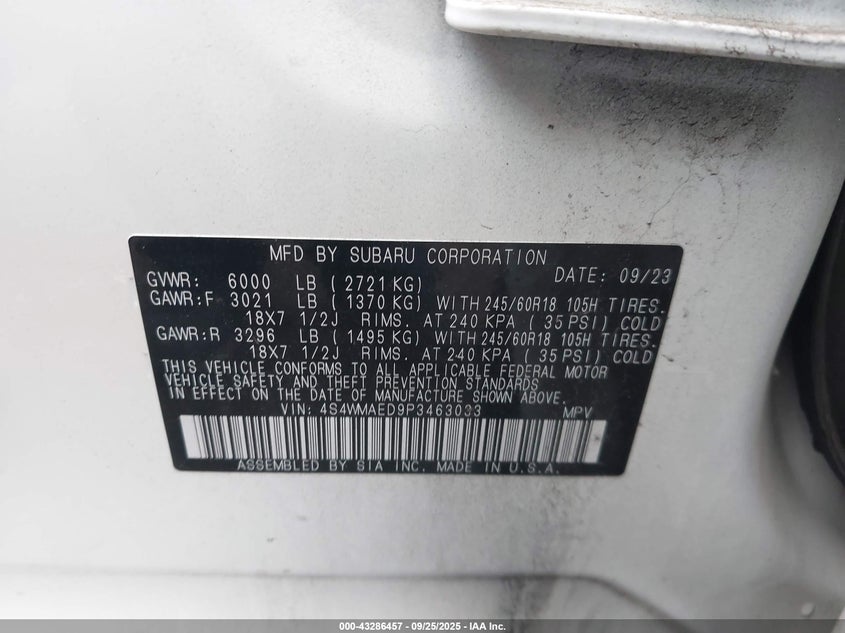 MFD BY SUBARU CORPORATION
GVWR: 6000 LB ( 2721 KG) DATE: 09/23
GAWR:F 3021 LB ( 1370 KG) WITH 245/60R18 105H TIRES.
18X7 1/2J RIMS. AT 240 KPA ( 35 PSI) COLD
GAWR:R 3296 LB ( 1495 KG) WITH 245/60R18 105H TIRES.
18X7 1/2J RIMS. AT 240 KPA ( 35 PSI) COLD
THIS VEHICLE CONFORMS TO ALL APPLICABLE FEDERAL MOTOR
VEHICLE SAFETY AND THEFT PREVENTION STANDARDS
IN EFFECT ON THE DATE OF MANUFACTURE SHOWN ABOVE.
VIN: 4S4WMAED9P3463033 MPV
ASSEMBLED BY SIA INC. MADE IN U.S.A.
000-43286457 - 09/25/2025 - IAA Inc.